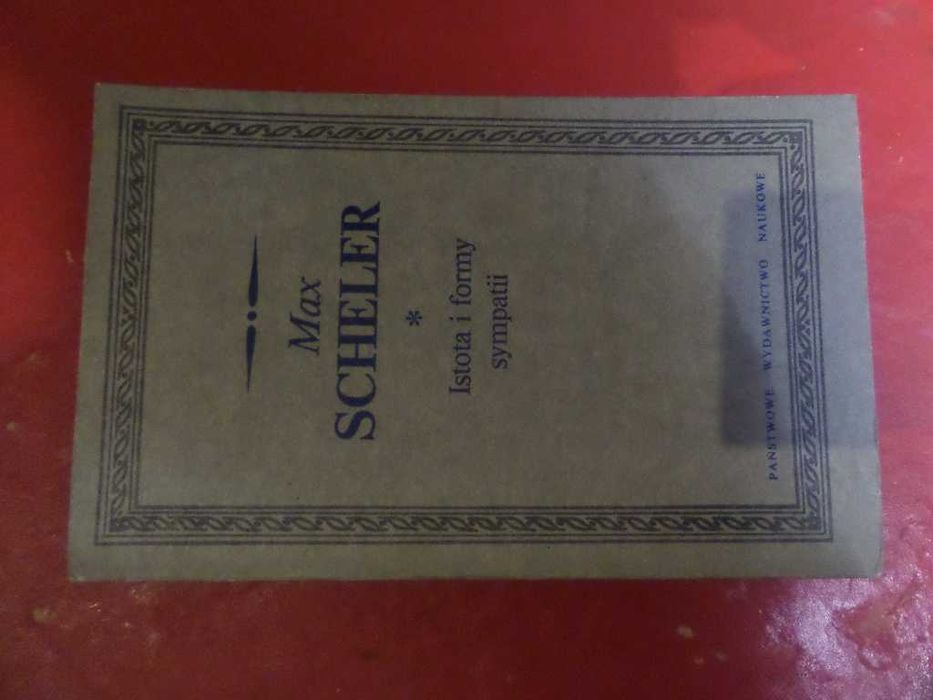 Max
SCHELER
*
Istota i formy
sympatii
PAŃSTWOWE WYDAWNICTWO NAUKOWE